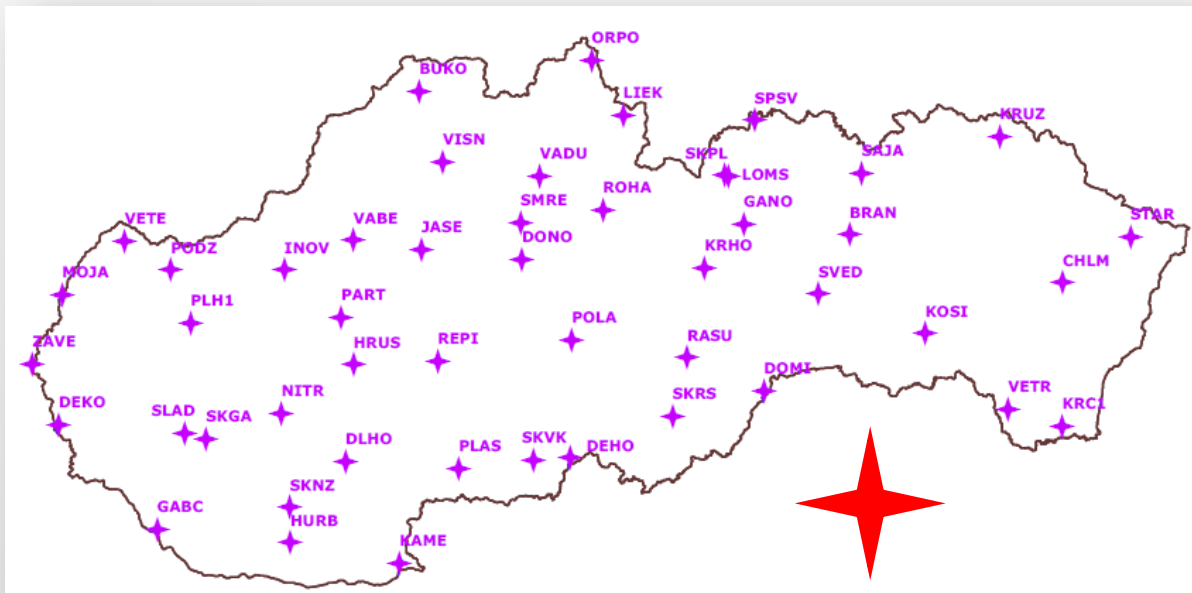 ORPO
BUKO
LIEK
SPSV
KRUZ
VISN
VADU
SKPL
LOMS
SAJA
ROHA
SMRE
GANO
BRAN
STAR
VETE
VABE
JASE
DONO
PODZ
INOV
KRHO
CHLM
MOJA
SVED
PLH1
PART
POLA
KOSI
ZAVE
HRUS
REPI
RASU
DOMI
DEKO
SLAD
SKGA
NITR
SKRS
VETR
KRC1
DLHO
PLAS
SKVK
DEHO
SKNZ
GABC
HURB
KAME